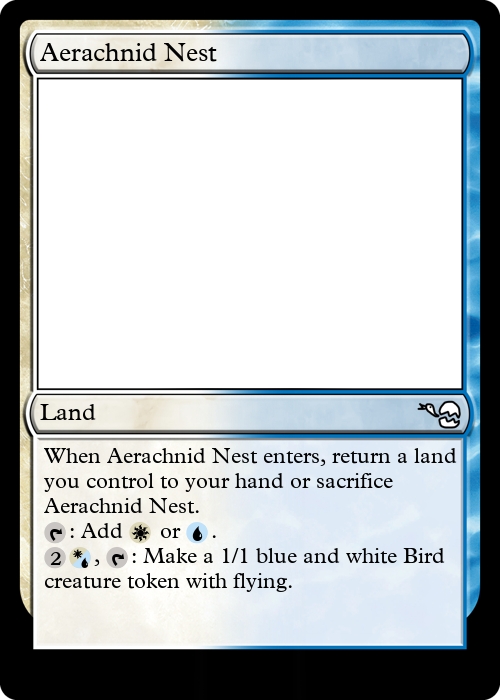 Aerachnid Nest
Land
When Aerachnid Nest enters, return a land
you control to your hand or sacrifice
Aerachnid Nest.
: Add or .
2 , : Make a 1/1 blue and white Bird
creature token with flying.